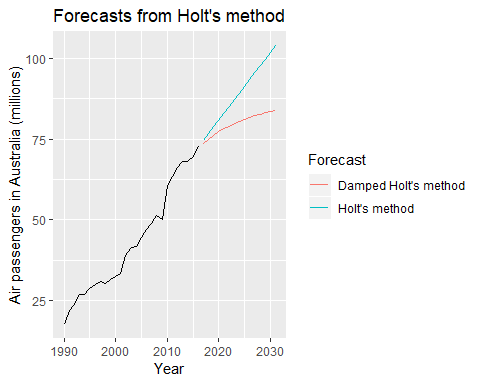 Forecasts from Holt's method
Air passengers in Australia (millions)
100
75
50
25
1990 2000 2010 2020 2030
Year
Forecast
Damped Holt's method
Holt's method